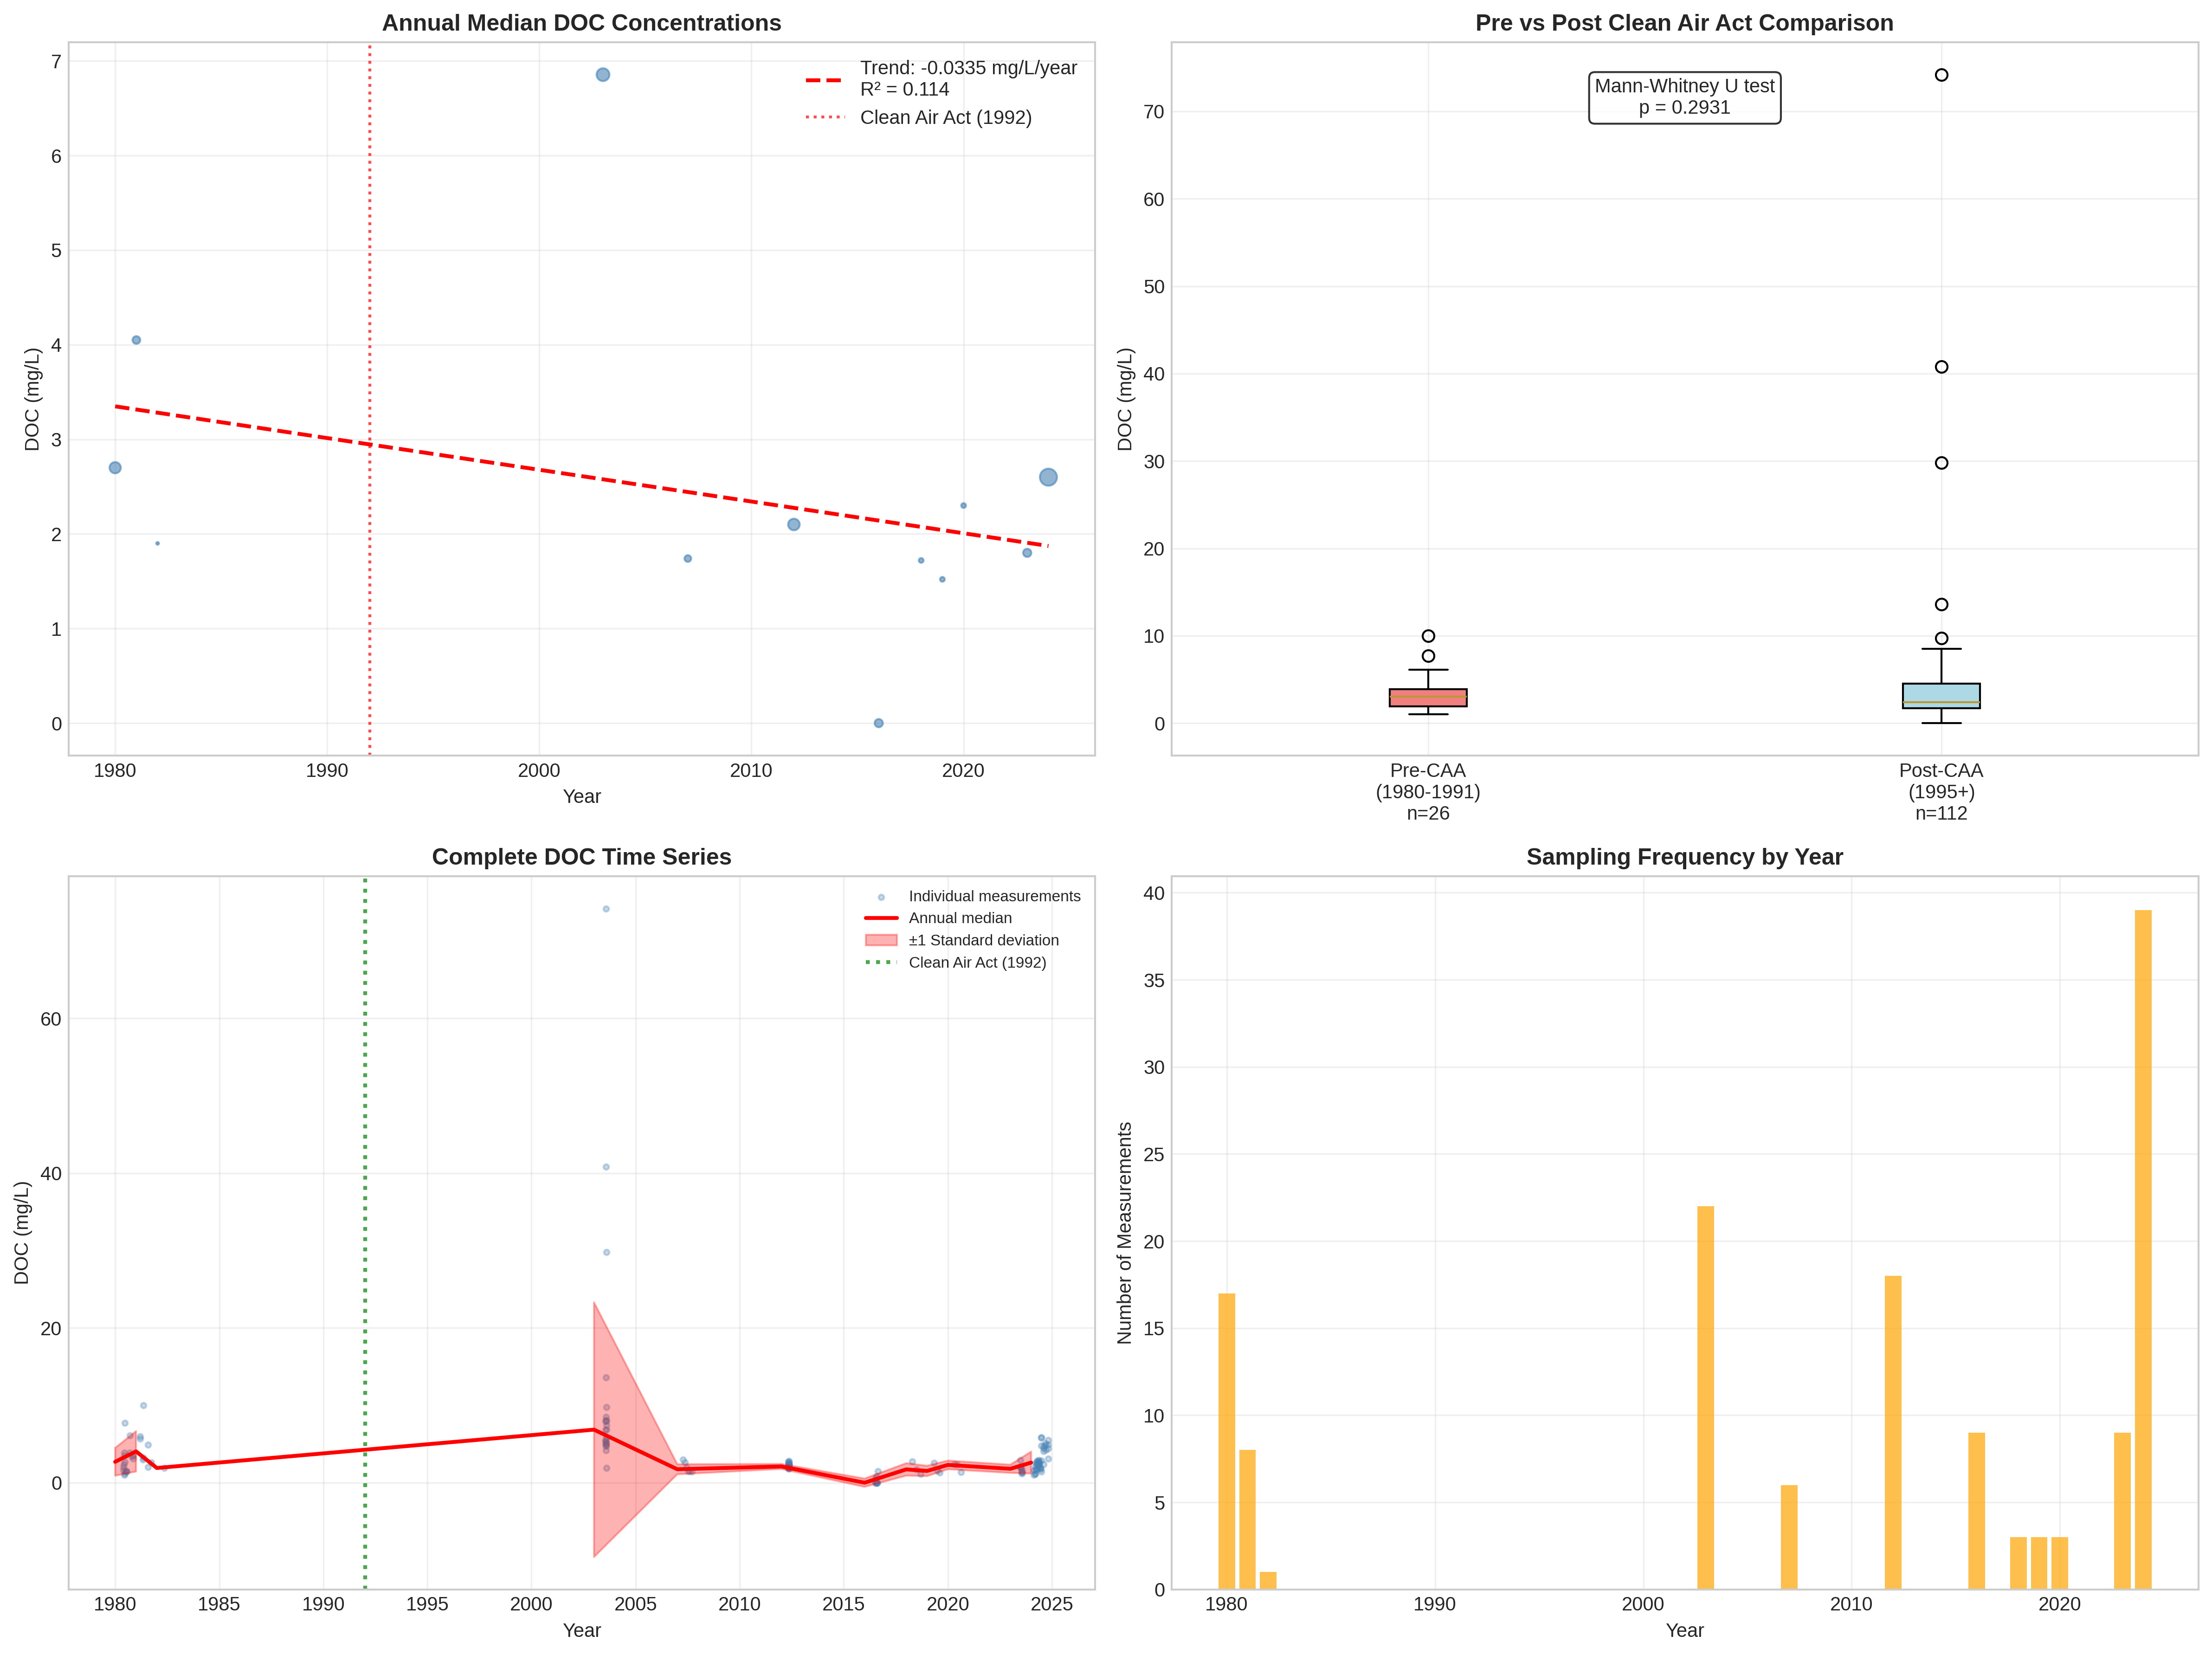 Annual Median DOC Concentrations
7
6
5
4
3
2
1
0
DOC (mg/L)
Trend: -0.0335 mg/L/year
R² = 0.114
Clean Air Act (1992)
1980
1990
2000
2010
2020
Year
Pre vs Post Clean Air Act Comparison
70
60
50
40
30
20
10
0
DOC (mg/L)
Mann-Whitney U test
p = 0.2931
Pre-CAA
(1980-1991)
n=26
Post-CAA
(1995+)
n=112
Complete DOC Time Series
60
40
20
0
DOC (mg/L)
Individual measurements
Annual median
±1 Standard deviation
Clean Air Act (1992)
1980
1985
1990
1995
2000
2005
2010
2015
2020
2025
Year
Sampling Frequency by Year
40
35
30
25
20
15
10
5
0
Number of Measurements
1980
1990
2000
2010
2020
Year